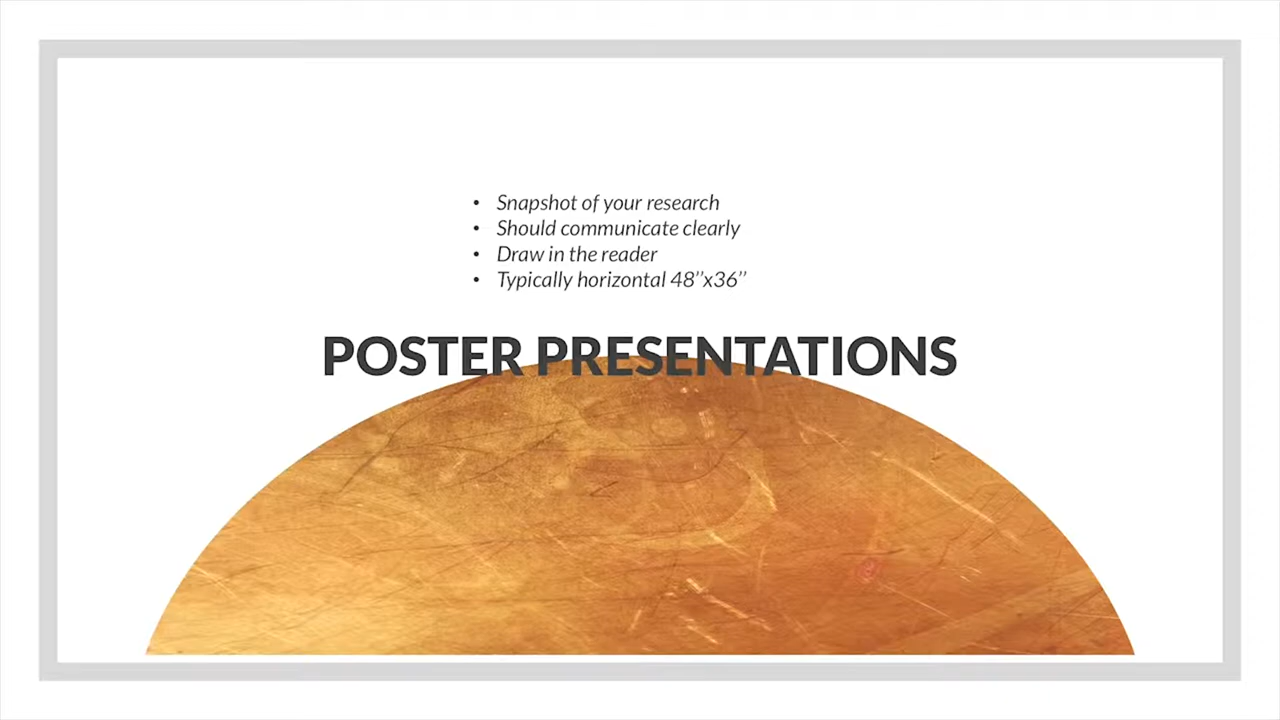 • Snapshot of your research
• Should communicate clearly
• Draw in the reader
• Typically horizontal 48’’x36’’
POSTER PRESENTATIONS